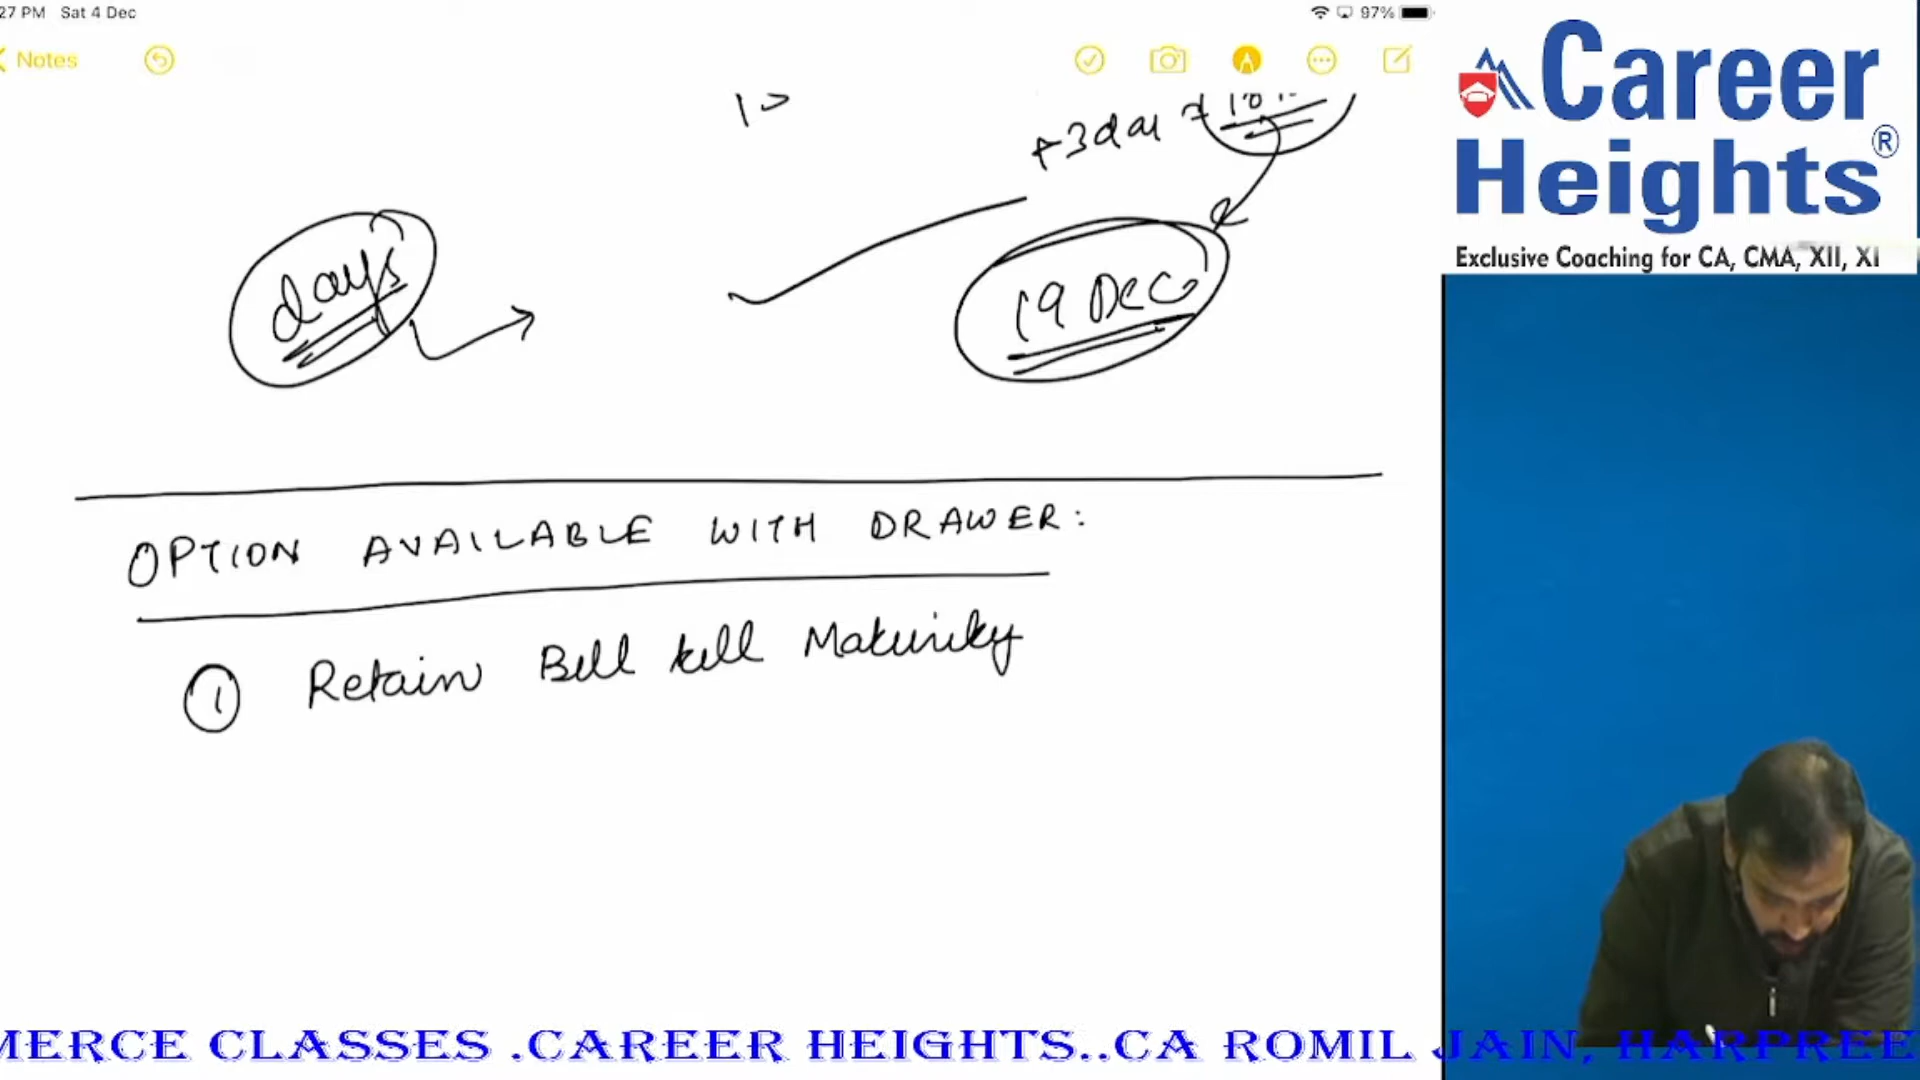 27 PM Sat 4 Dec
97%
Notes
+3 day
days
19 Dec
OPTION AVAILABLE WITH DRAWER:
1 Retain Bill till Maturity
Career
Heights®
Exclusive Coaching for CA, CMA, XII, XI
MERCE CLASSES .CAREER HEIGHTS..CA ROMIL JAIN, HARPREE